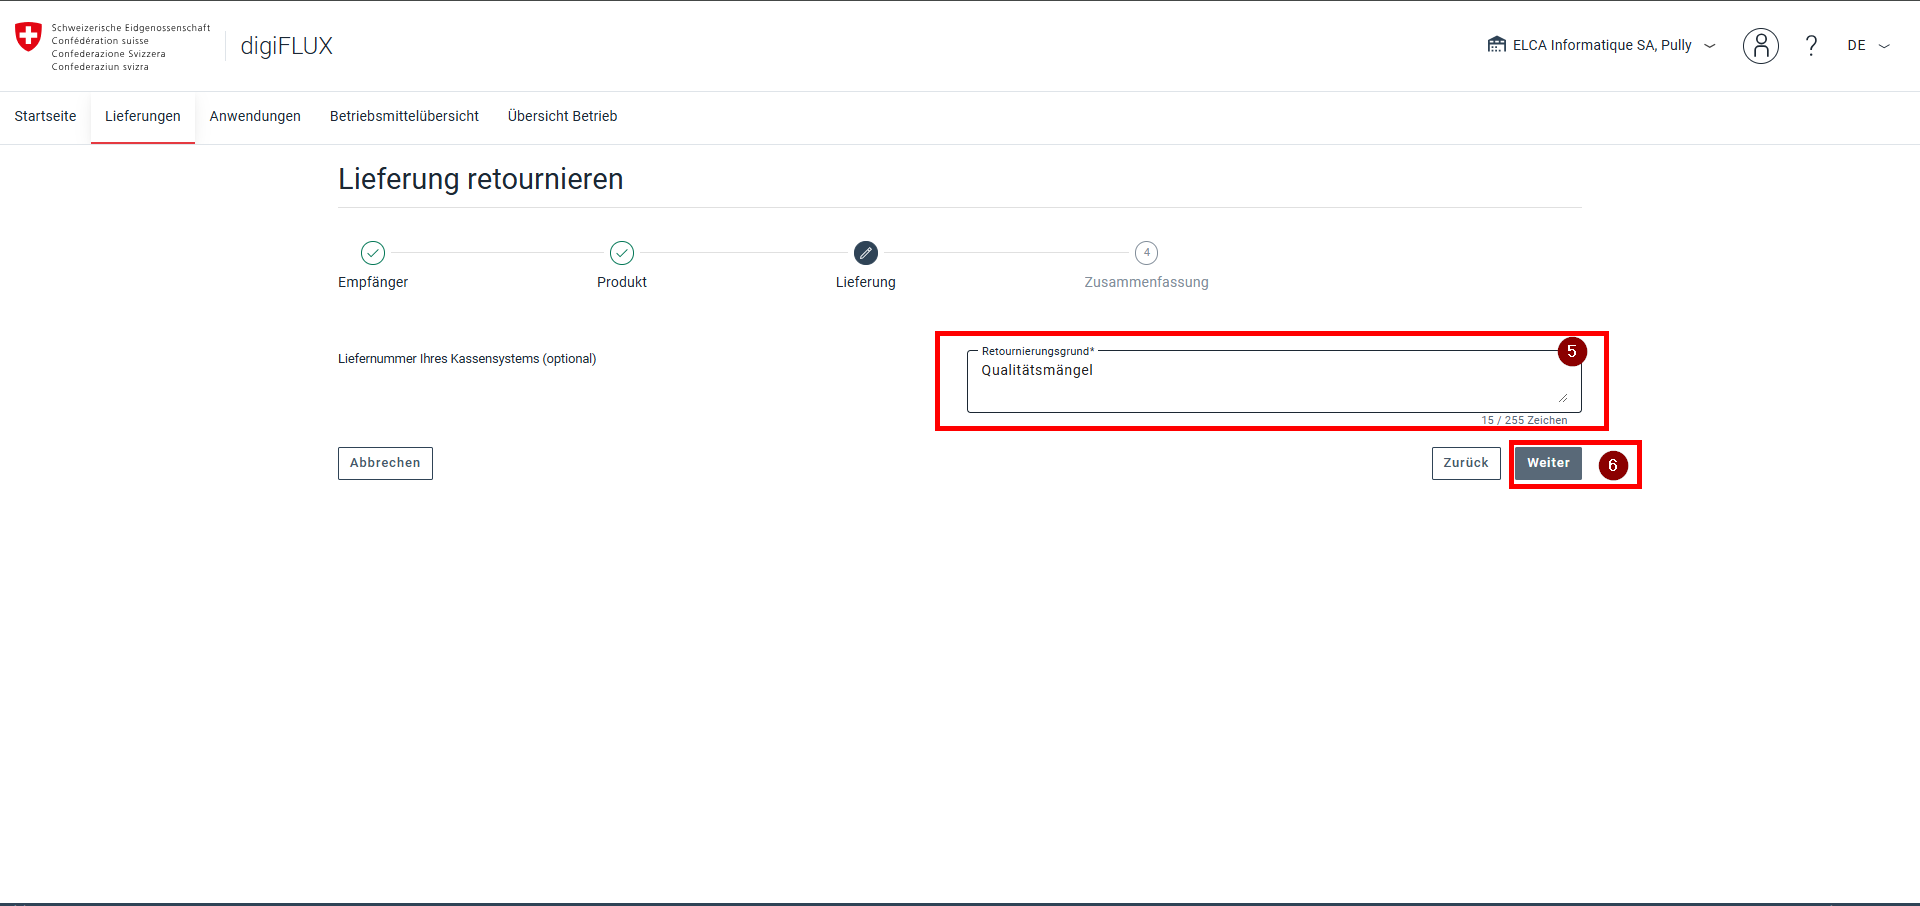 Schweizerische Eidgenossenschaft
Confédération suisse
Confederazione Svizzera
Confederaziun svizra
digiFLUX
ELCA Informatique SA, Pully
?
DE
Startseite
Lieferungen
Anwendungen
Betriebsmittelübersicht
Übersicht Betrieb
Lieferung retournieren
4
Empfänger
Produkt
Lieferung
Zusammenfassung
Liefernummer Ihres Kassensystems (optional)
Retournierungsgrund*
5
Qualitätsmängel
15 / 255 Zeichen
Abbrechen
Zurück
Weiter
6